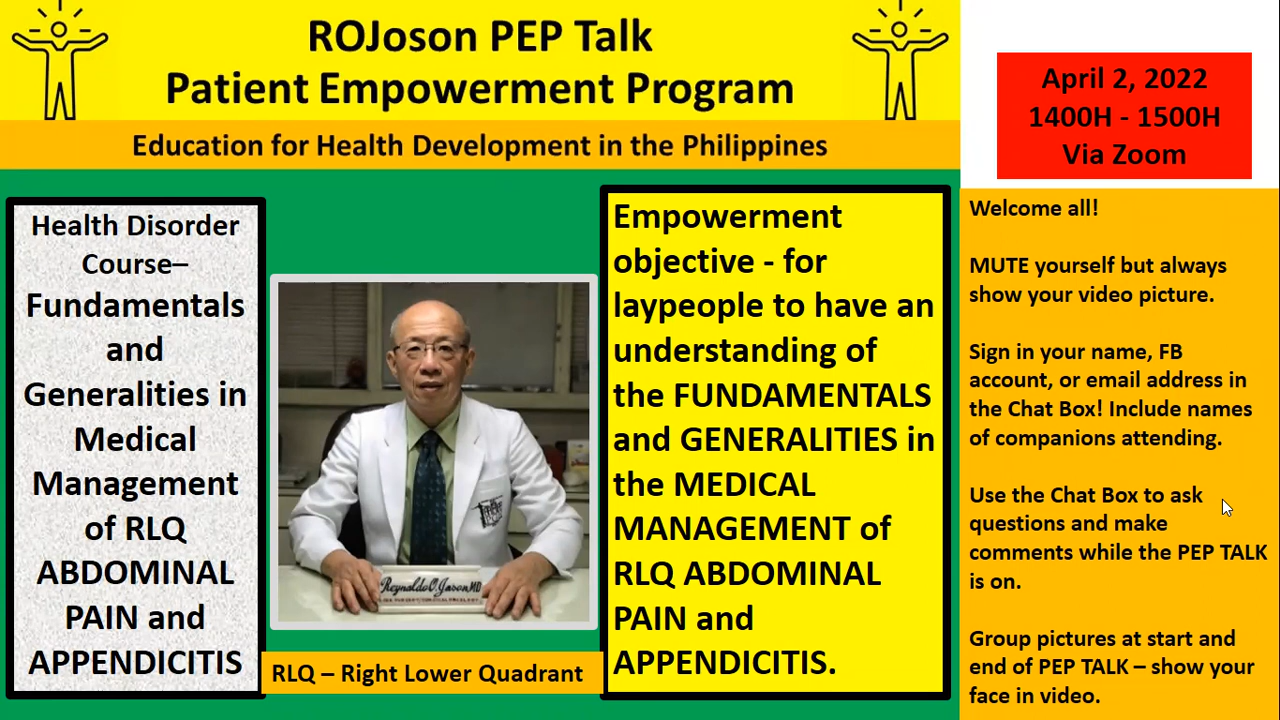 ROJoson PEP Talk
Patient Empowerment Program
Education for Health Development in the Philippines
April 2, 2022
1400H - 1500H
Via Zoom
Health Disorder
Course–
Fundamentals
and
Generalities in
Medical
Management
of RLQ
ABDOMINAL
PAIN and
APPENDICITIS
Reynaldo O. Joson MD
RLQ – Right Lower Quadrant
Empowerment
objective - for
laypeople to have an
understanding of
the FUNDAMENTALS
and GENERALITIES in
the MEDICAL
MANAGEMENT of
RLQ ABDOMINAL
PAIN and
APPENDICITIS.
Welcome all!
MUTE yourself but always
show your video picture.
Sign in your name, FB
account, or email address in
the Chat Box! Include names
of companions attending.
Use the Chat Box to ask
questions and make
comments while the PEP TALK
is on.
Group pictures at start and
end of PEP TALK – show your
face in video.